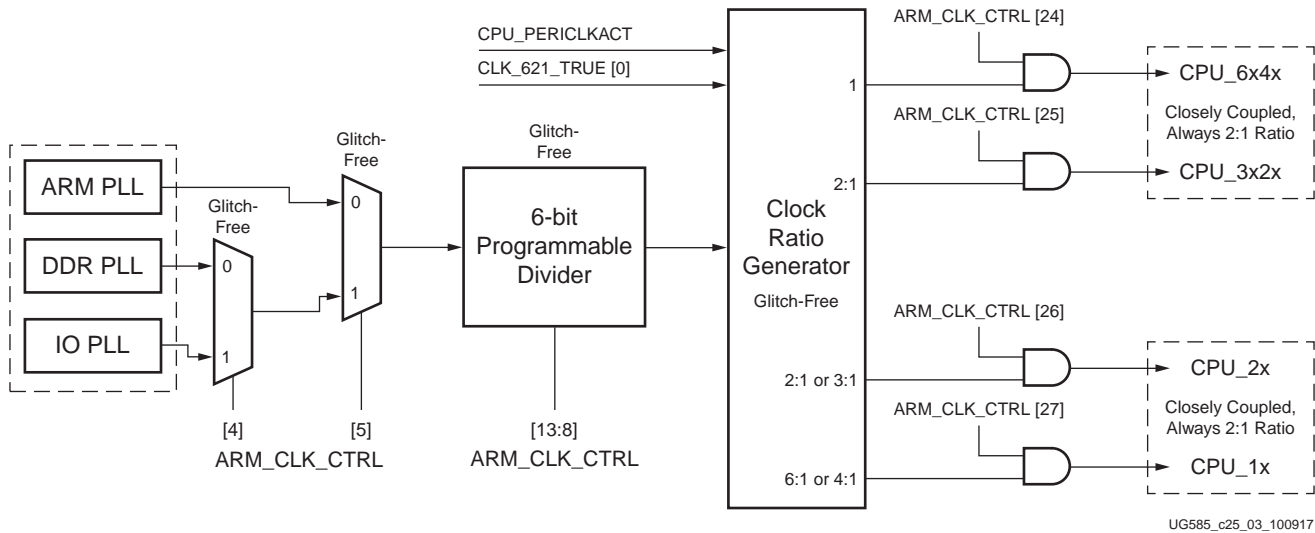 ARM_CLK_CTRL [24]
CPU_PERICLKACT
CLK_621_TRUE [0]
1
CPU_6x4x
Closely Coupled,
Always 2:1 Ratio
CPU_3x2x
ARM_CLK_CTRL [25]
2:1
Glitch-
Free
Glitch-
Free
ARM PLL
Glitch-
Free
0
6-bit
Programmable
Divider
Clock
Ratio
Generator
Glitch-Free
DDR PLL
0
1
IO PLL
1
ARM_CLK_CTRL [26]
2:1 or 3:1
CPU_2x
Closely Coupled,
Always 2:1 Ratio
CPU_1x
ARM_CLK_CTRL [27]
6:1 or 4:1
[4]
[5]
ARM_CLK_CTRL
[13:8]
ARM_CLK_CTRL
UG585_c25_03_100917